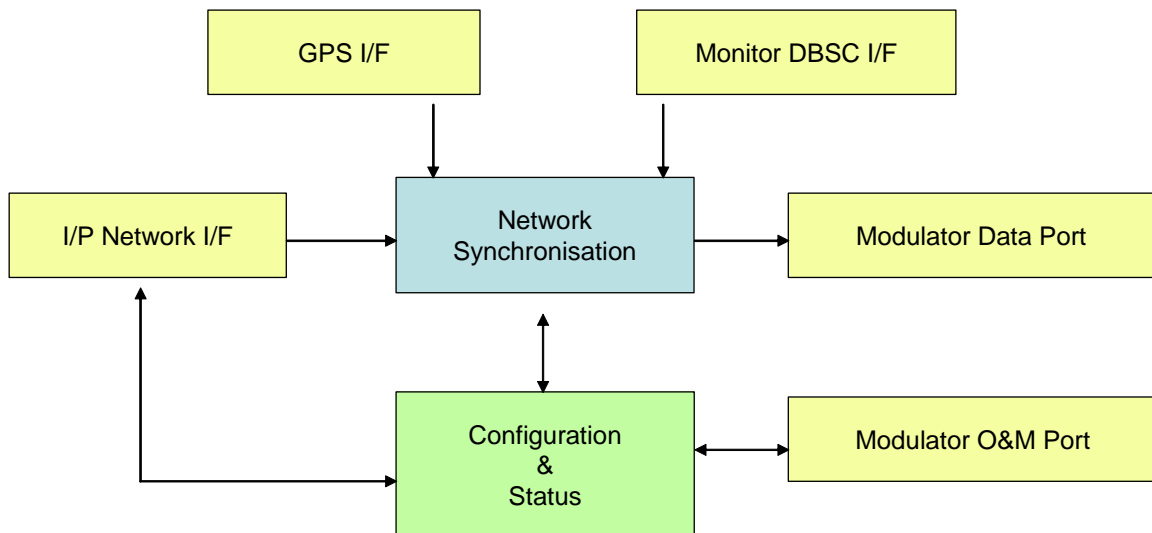 GPS I/F
Monitor DBSC I/F
I/P Network I/F
Network
Synchronisation
Modulator Data Port
Configuration
&
Status
Modulator O&M Port